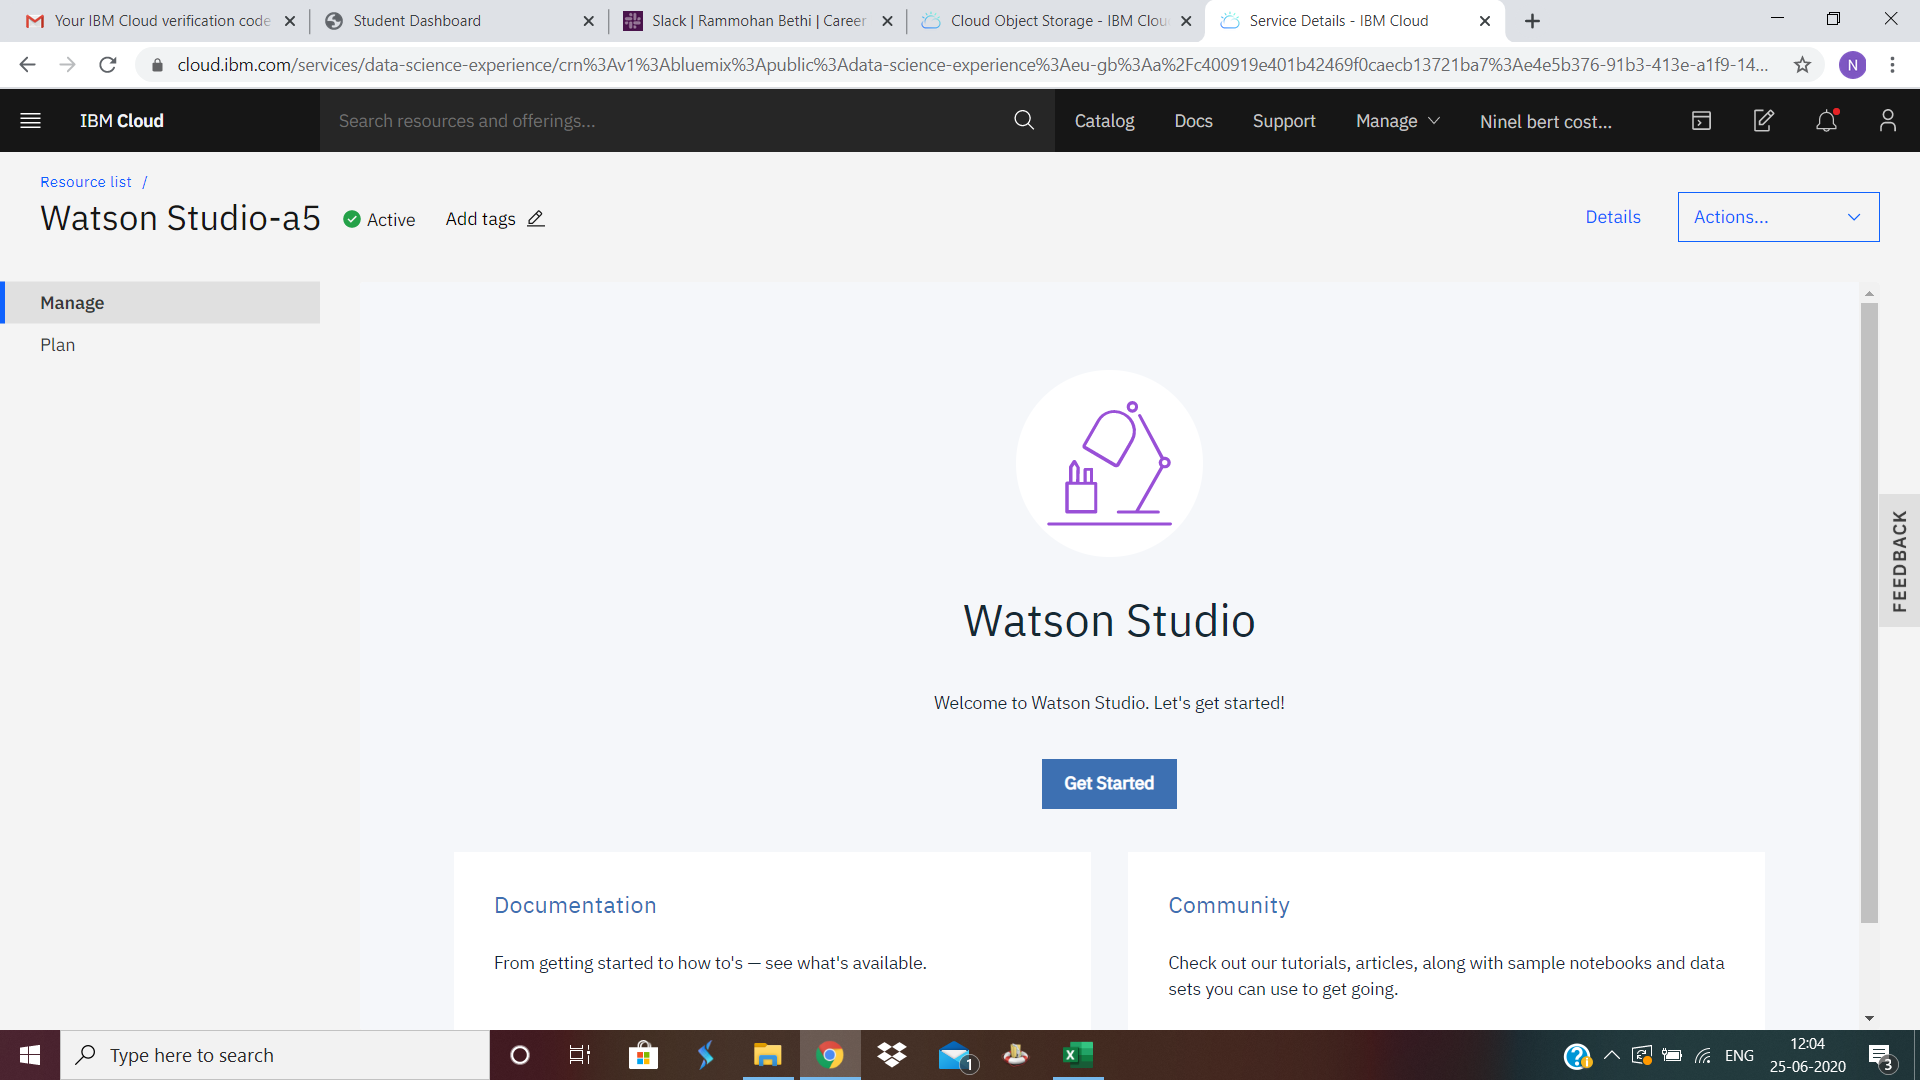 Your IBM Cloud verification code
Student Dashboard
Slack | Rammohan Bethi | Career
Cloud Object Storage - IBM Clou
Service Details - IBM Cloud
cloud.ibm.com/services/data-science-experience/crn%3Av1%3Abluemix%3Apublic%3Adata-science-experience%3Aeu-gb%3Aa%2Fc400919e401b42469f0caecb13721ba7%3Ae4e5b376-91b3-413e-a1f9-14...
N
IBM Cloud
Search resources and offerings...
Catalog
Docs
Support
Manage
Ninel bert cost...
Resource list /
Watson Studio-a5
Active
Add tags
Details
Actions...
Manage
Plan
FEEDBACK
Watson Studio
Welcome to Watson Studio. Let's get started!
Get Started
Documentation
From getting started to how to's — see what's available.
Community
Check out our tutorials, articles, along with sample notebooks and data
sets you can use to get going.
Type here to search
1
ENG
12:04
25-06-2020
3